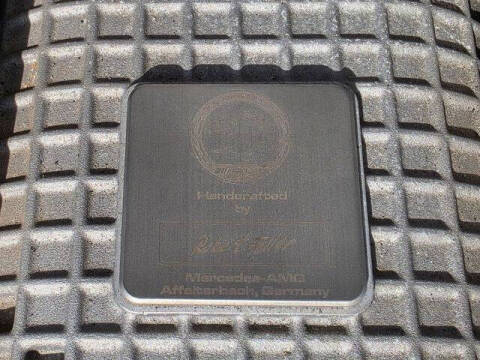 Handcrafted
by
Mercedes-AMG
Affalterbach, Germany